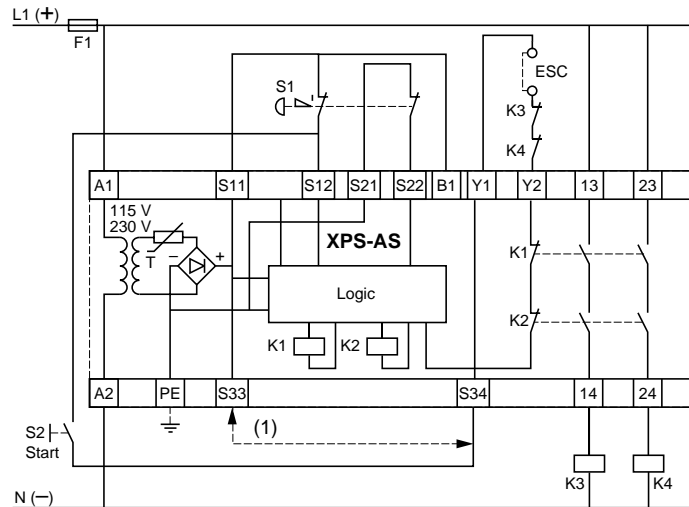 L1 (+)
F1
S1
ESC
K3
K4
A1 S11 S12 S21 S22 B1 Y1 Y2 13 23
115 V
230 V
T
– +
XPS-AS
Logic
K1
K2
K1 K2
A2 PE S33 S34 14 24
(1)
S2
Start
K3 K4
N (–)